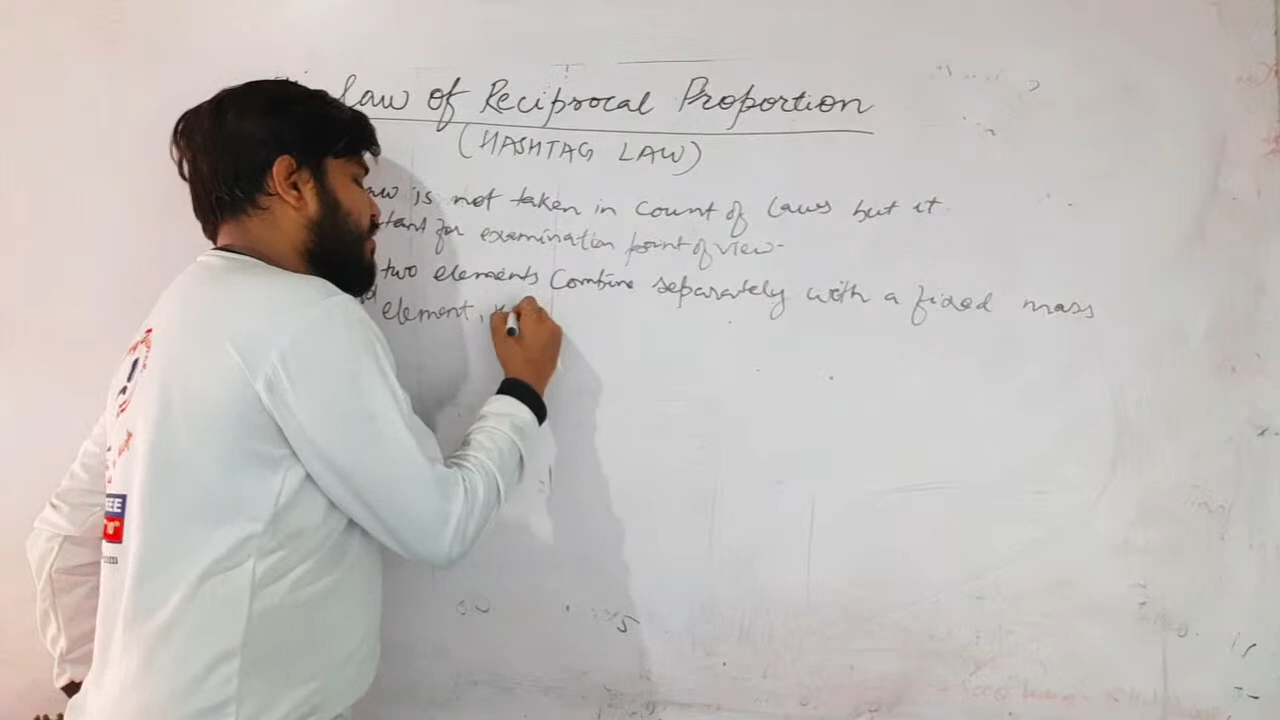 Law of Reciprocal Proportion
(HASHTAG LAW)
is not taken in count of laws but it
for examination point of view-
two elements Combine separately with a fixed mass
element,